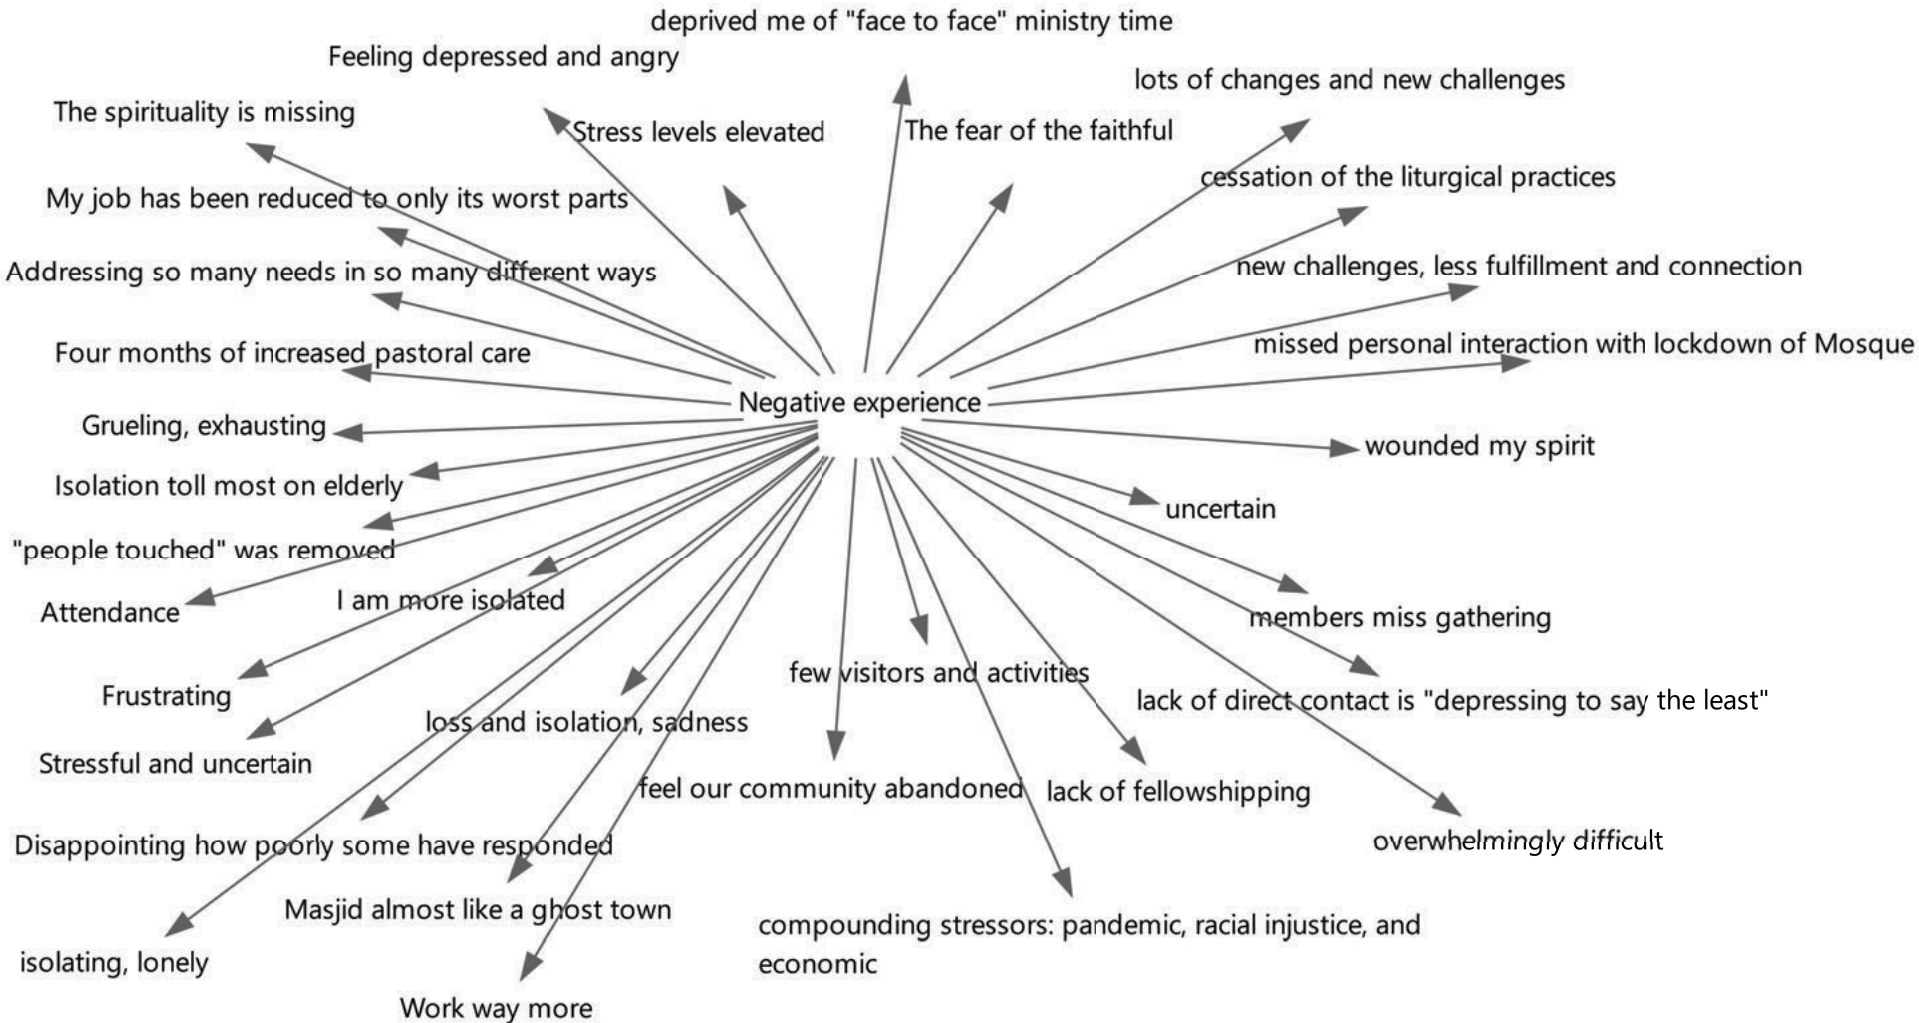 deprived me of "face to face" ministry time
Feeling depressed and angry
lots of changes and new challenges
The spirituality is missing
Stress levels elevated
The fear of the faithful
cessation of the liturgical practices
My job has been reduced to only its worst parts
new challenges, less fulfillment and connection
Addressing so many needs in so many different ways
missed personal interaction with lockdown of Mosque
Four months of increased pastoral care
Negative experience
Grueling, exhausting
wounded my spirit
Isolation toll most on elderly
uncertain
"people touched" was removed
I am more isolated
Attendance
members miss gathering
few visitors and activities
Frustrating
lack of direct contact is "depressing to say the least"
loss and isolation, sadness
Stressful and uncertain
feel our community abandoned
lack of fellowshipping
Disappointing how poorly some have responded
overwhelmingly difficult
Masjid almost like a ghost town
compounding stressors: pandemic, racial injustice, and
economic
isolating, lonely
Work way more